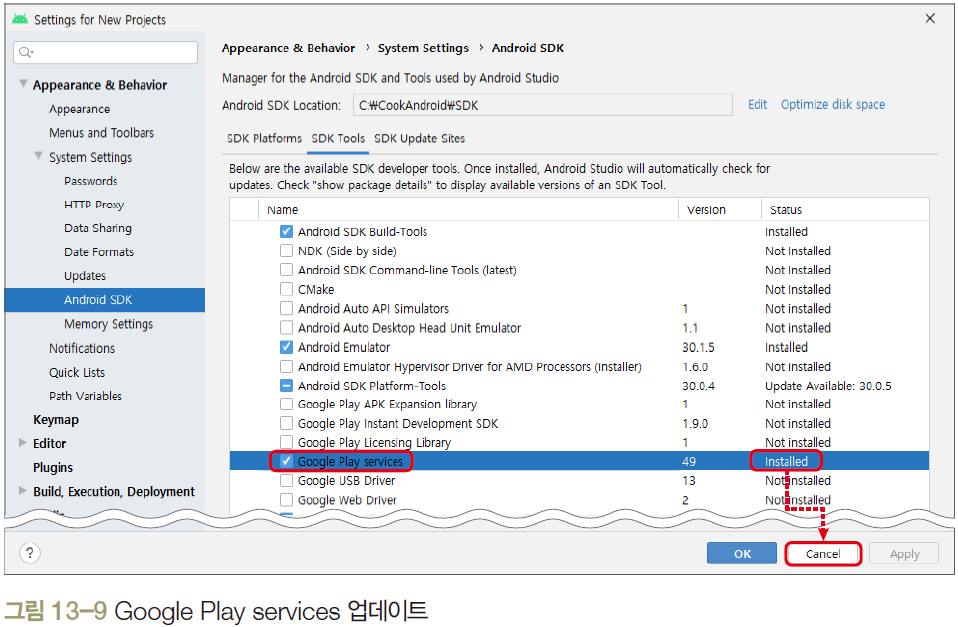 Settings for New Projects
Appearance & Behavior
Appearance
Menus and Toolbars
System Settings
Passwords
HTTP Proxy
Data Sharing
Date Formats
Updates
Android SDK
Memory Settings
Notifications
Quick Lists
Path Variables
Keymap
Editor
Plugins
Build, Execution, Deployment
Appearance & Behavior › System Settings › Android SDK
Manager for the Android SDK and Tools used by Android Studio
Android SDK Location: C:₩CookAndroid₩SDK Edit Optimize disk space
SDK Platforms SDK Tools SDK Update Sites
Below are the available SDK developer tools. Once installed, Android Studio will automatically check for
updates. Check "show package details" to display available versions of an SDK Tool.
Name Version Status
Android SDK Build-Tools Installed
NDK (Side by side) Not Installed
Android SDK Command-line Tools (latest) Not Installed
CMake Not Installed
Android Auto API Simulators 1 Not installed
Android Auto Desktop Head Unit Emulator 1.1 Not installed
Android Emulator 30.1.5 Installed
Android Emulator Hypervisor Driver for AMD Processors (installer) 1.6.0 Not installed
Android SDK Platform-Tools 30.0.4 Update Available: 30.0.5
Google Play APK Expansion library 1 Not installed
Google Play Instant Development SDK 1.9.0 Not installed
Google Play Licensing Library 1 Not installed
Google Play services 49 Installed
Google USB Driver 13 Not installed
Google Web Driver 2 Not installed
? OK Cancel Apply
그림 13-9 Google Play services 업데이트